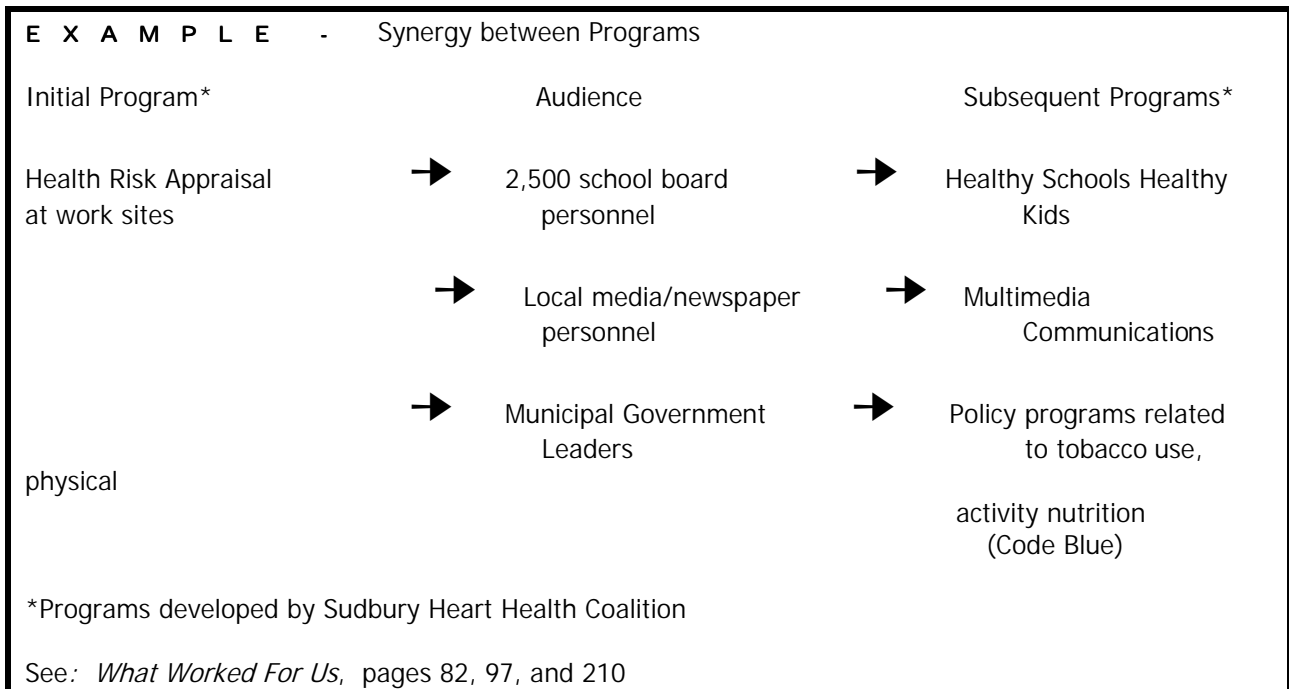 E X A M P L E - Synergy between Programs
Initial Program* Audience Subsequent Programs*
Health Risk Appraisal 2,500 school board Healthy Schools Healthy
at work sites personnel Kids
Local media/newspaper Multimedia
personnel Communications
Municipal Government Policy programs related
Leaders to tobacco use,
physical
activity nutrition
(Code Blue)
*Programs developed by Sudbury Heart Health Coalition
See: What Worked For Us, pages 82, 97, and 210